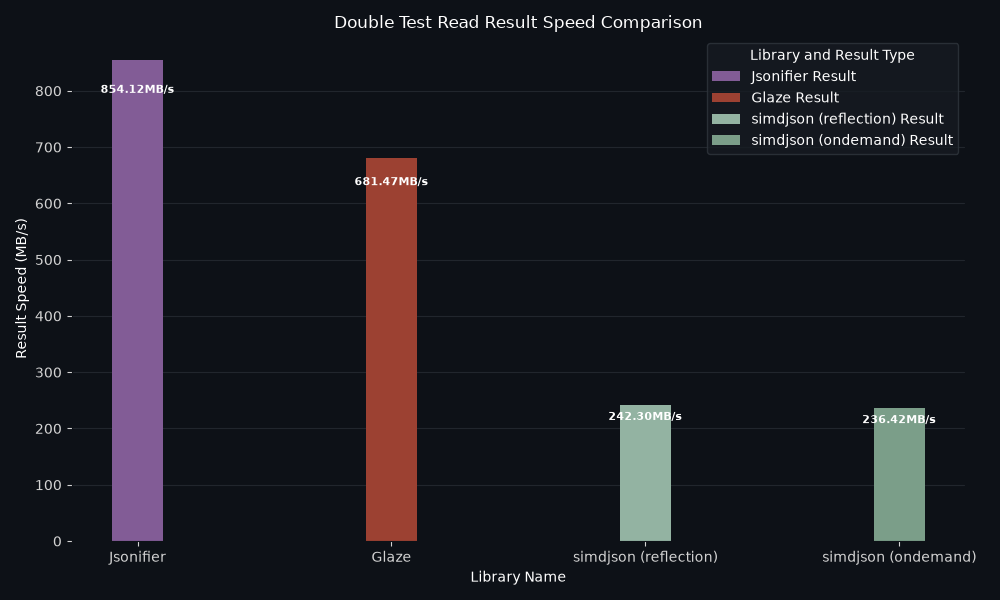 Double Test Read Result Speed Comparison
Library and Result Type
Jsonifier Result
Glaze Result
simdjson (reflection) Result
simdjson (ondemand) Result
Result Speed (MB/s)
800
700
600
500
400
300
200
100
0
854.12MB/s
681.47MB/s
242.30MB/s
236.42MB/s
Jsonifier
Glaze
simdjson (reflection)
simdjson (ondemand)
Library Name